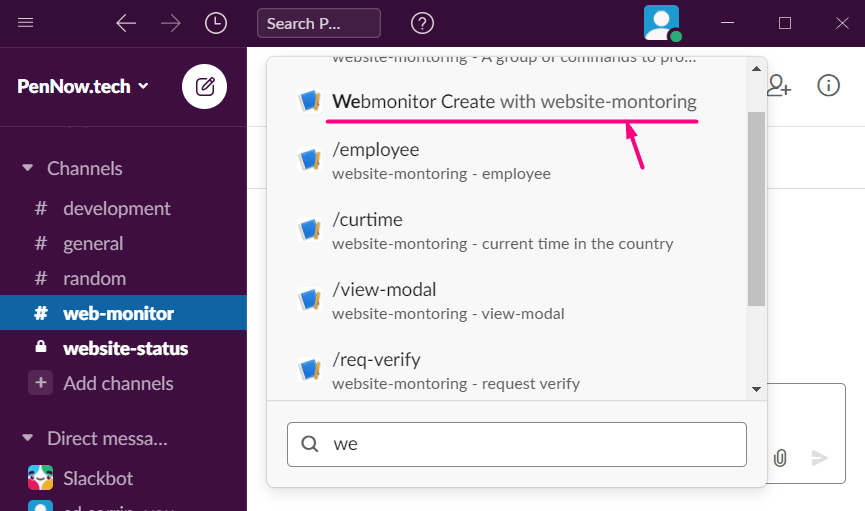 Search P...
PenNow.tech
Channels
# development
# general
# random
# web-monitor
website-status
+ Add channels
Direct messa...
Slackbot
website-montoring - A group of commands to pro...
Webmonitor Create with website-montoring
/employee
website-montoring - employee
/curtime
website-montoring - current time in the country
/view-modal
website-montoring - view-modal
/req-verify
website-montoring - request verify
we